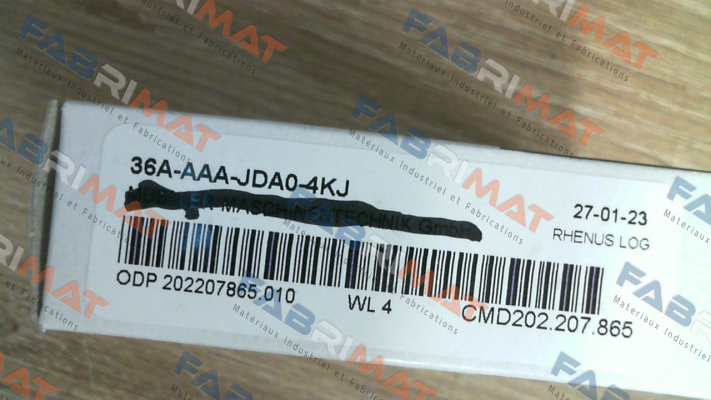 36A-AAA-JDA0-4KJ
MASCHINENTECHNIK GmbH
27-01-23
RHENUS LOG
ODP 202207865.010
WL 4
CMD202.207.865
FABRIMAT
Matériaux Industriel et Fabrications